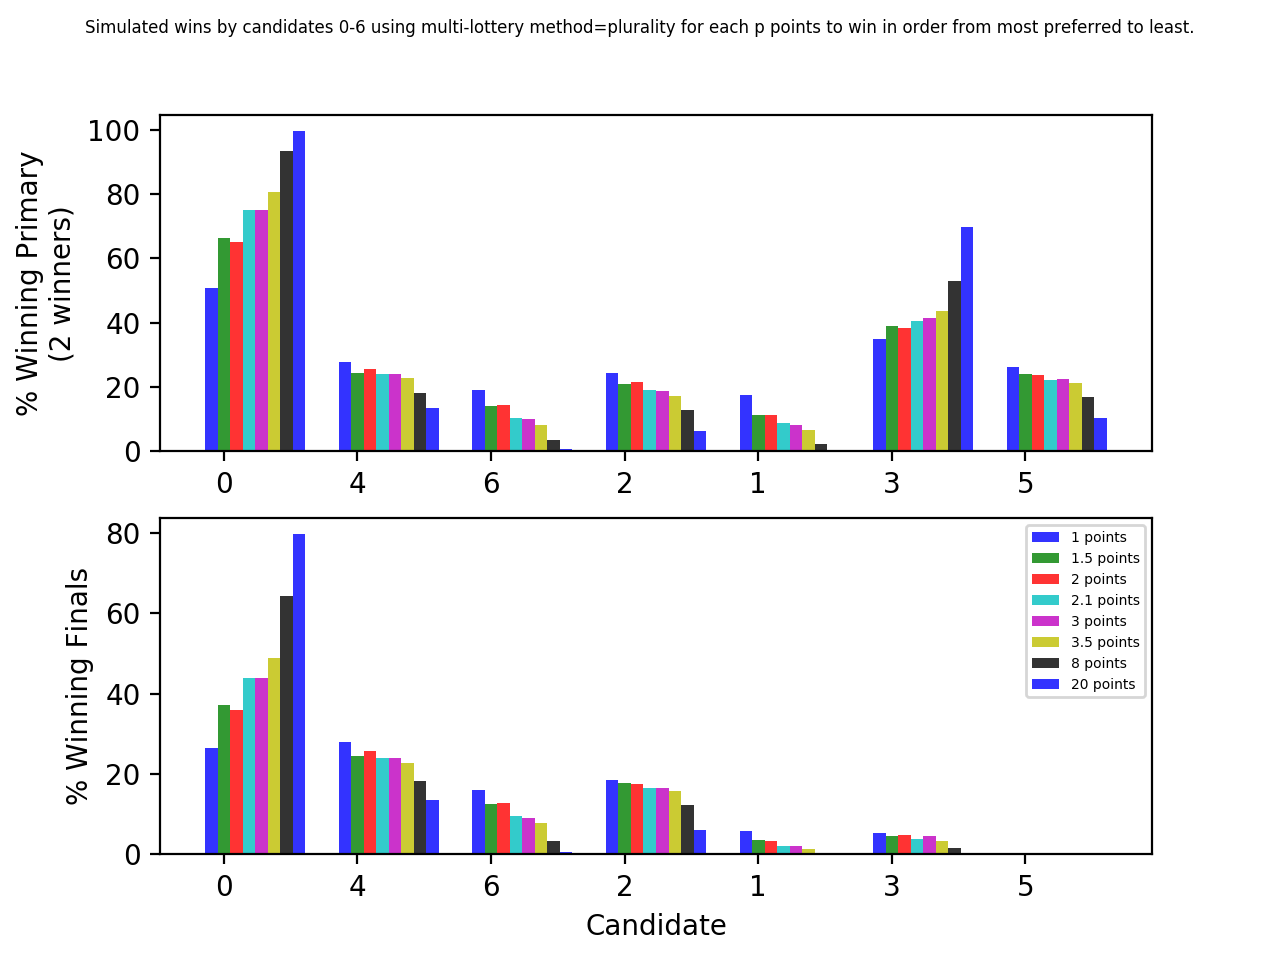 Simulated wins by candidates 0-6 using multi-lottery method=plurality for each p points to win in order from most preferred to least.
% Winning Primary
(2 winners)
100
80
60
40
20
0
0 4 6 2 1 3 5
% Winning Finals
80
60
40
20
0
1 points
1.5 points
2 points
2.1 points
3 points
3.5 points
8 points
20 points
0 4 6 2 1 3 5
Candidate